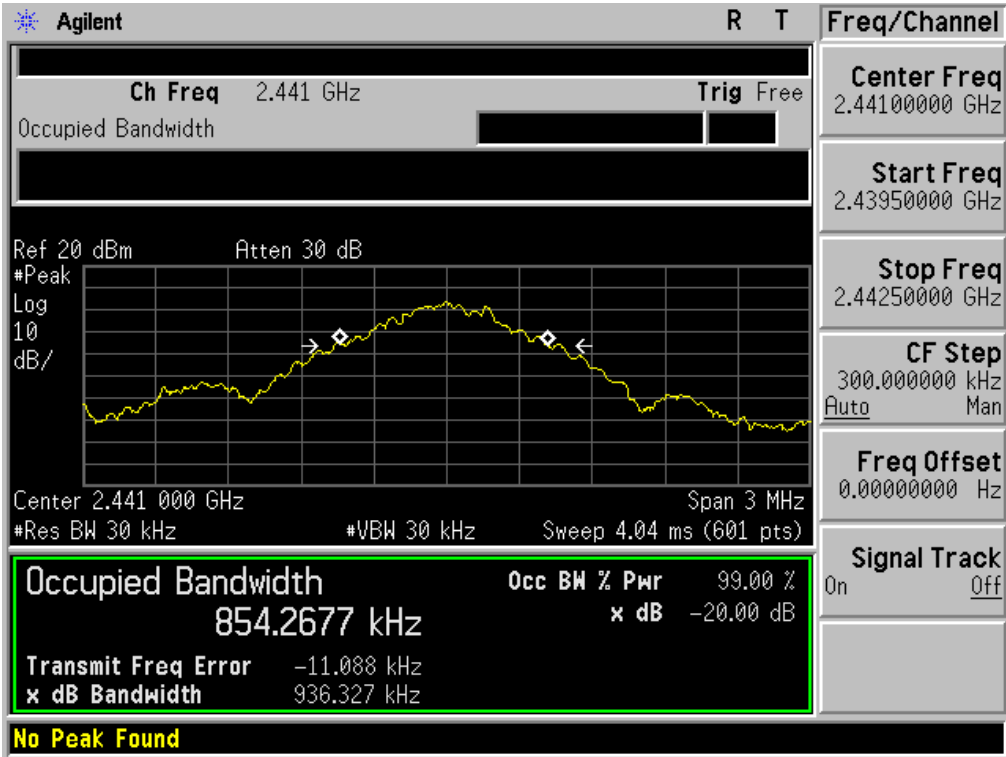 Agilent R T Freq/Channel
Ch Freq 2.441 GHz Trig Free
Occupied Bandwidth
Center Freq
2.44100000 GHz
Start Freq
2.43950000 GHz
Stop Freq
2.44250000 GHz
CF Step
300.000000 kHz
Auto Man
Freq Offset
0.00000000 Hz
Signal Track
On Off
Ref 20 dBm Atten 30 dB
#Peak
Log
10
dB/
Center 2.441 000 GHz Span 3 MHz
#Res BW 30 kHz #VBW 30 kHz Sweep 4.04 ms (601 pts)
Occupied Bandwidth Occ BW % Pwr 99.00 %
854.2677 kHz x dB -20.00 dB
Transmit Freq Error -11.088 kHz
x dB Bandwidth 936.327 kHz
No Peak Found